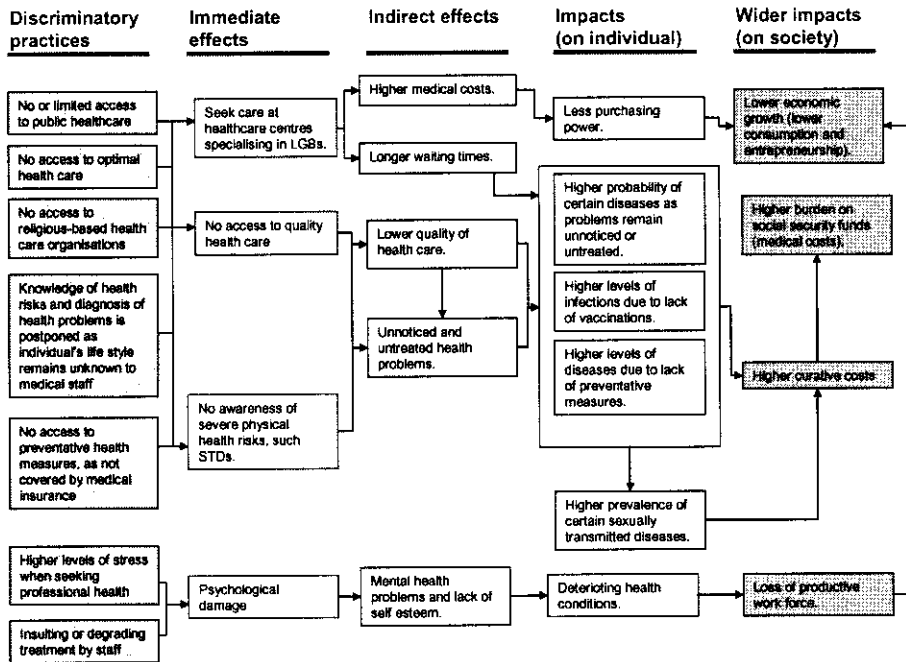 Discriminatory
practices
Immediate
effects
Indirect effects
Impacts
(on individual)
Wider impacts
(on society)
No or limited access
to public healthcare
No access to optimal
health care
No access to
religious-based health
care organisations
Knowledge of health
risks and diagnosis of
health problems is
postponed as
individual's life style
remains unknown to
medical staff
No access to
preventative health
measures, as not
covered by medical
insurance
Higher levels of stress
when seeking
professional health
Insulting or degrading
treatment by staff
Seek care at
healthcare centres
specialising in LGBs.
No access to quality
health care
No awareness of
severe physical
health risks, such
STDs.
Psychological
damage
Higher medical costs.
Longer waiting times.
Lower quality of
health care.
Unnoticed and
untreated health
problems.
Mental health
problems and lack of
self esteem.
Less purchasing
power.
Higher probability of
certain diseases as
problems remain
unnoticed or
untreated.
Higher levels of
infections due to lack
of vaccinations.
Higher levels of
diseases due to lack
of preventative
measures.
Higher prevalence of
certain sexually
transmitted diseases.
Deterioting health
conditions.
Lower economic
growth (lower
consumption and
entrepreneurship).
Higher burden on
social security funds
(medical costs).
Higher curative costs
Loss of productive
work force.